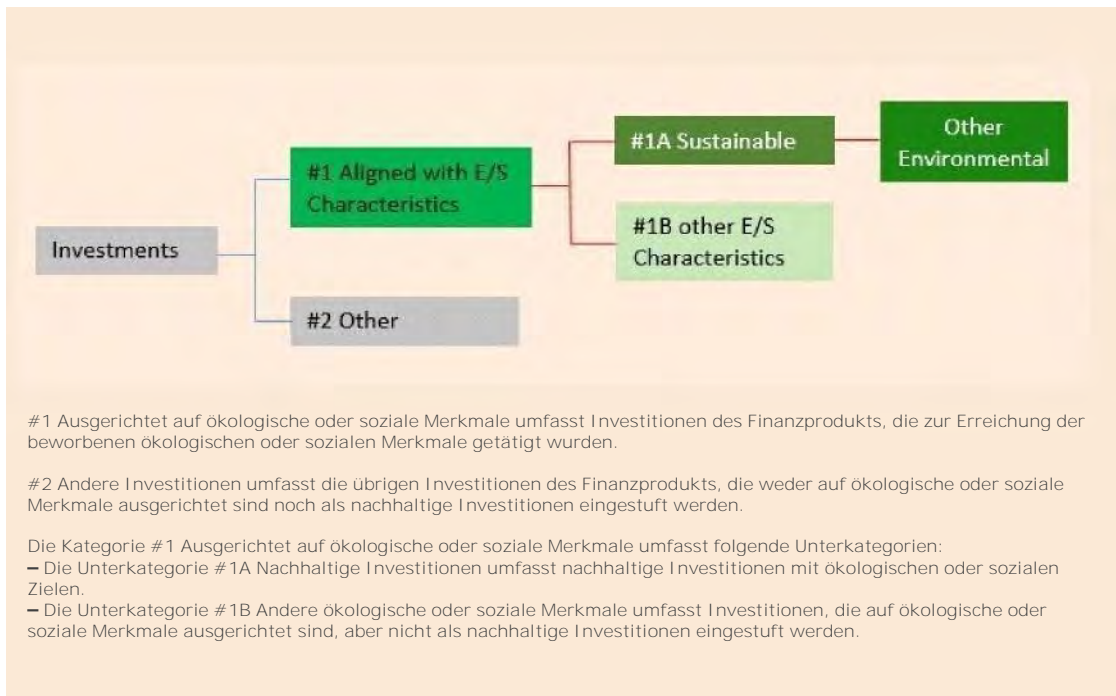 Investments
#1 Aligned with E/S
Characteristics
#2 Other
#1A Sustainable
#1B other E/S
Characteristics
Other
Environmental
#1 Ausgerichtet auf ökologische oder soziale Merkmale umfasst Investitionen des Finanzprodukts, die zur Erreichung der
beworbenen ökologischen oder sozialen Merkmale getätigt wurden.
#2 Andere Investitionen umfasst die übrigen Investitionen des Finanzprodukts, die weder auf ökologische oder soziale
Merkmale ausgerichtet sind noch als nachhaltige Investitionen eingestuft werden.
Die Kategorie #1 Ausgerichtet auf ökologische oder soziale Merkmale umfasst folgende Unterkategorien:
– Die Unterkategorie #1A Nachhaltige Investitionen umfasst nachhaltige Investitionen mit ökologischen oder sozialen
Zielen.
– Die Unterkategorie #1B Andere ökologische oder soziale Merkmale umfasst Investitionen, die auf ökologische oder
soziale Merkmale ausgerichtet sind, aber nicht als nachhaltige Investitionen eingestuft werden.